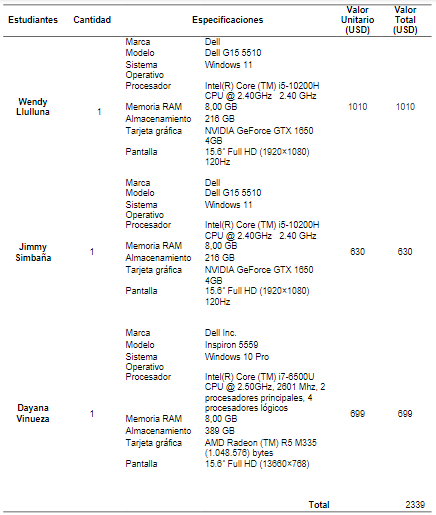 Estudiantes Cantidad Especificaciones Valor Unitario (USD) Valor Total (USD)
Marca Dell
Modelo Dell G15 5510
Sistema Operativo Windows 11
Procesador Intel(R) Core (TM) i5-10200H
CPU @ 2.40GHz 2.40 GHz
Wendy Llulluna 1 Memoria RAM 8,00 GB 1010 1010
Almacenamiento 216 GB
Tarjeta gráfica NVIDIA GeForce GTX 1650
4GB
Pantalla 15.6" Full HD (1920×1080)
120Hz
Marca Dell
Modelo Dell G15 5510
Sistema Operativo Windows 11
Procesador Intel(R) Core (TM) i5-10200H
CPU @ 2.40GHz 2.40 GHz
Jimmy Simbaña 1 Memoria RAM 8,00 GB 630 630
Almacenamiento 216 GB
Tarjeta gráfica NVIDIA GeForce GTX 1650
4GB
Pantalla 15.6" Full HD (1920×1080)
120Hz
Marca Dell Inc.
Modelo Inspiron 5559
Sistema Operativo Windows 10 Pro
Procesador Intel(R) Core (TM) i7-6500U
CPU @ 2.50GHz, 2601 Mhz, 2
procesadores principales, 4
procesadores lógicos
Dayana Vinueza 1 Memoria RAM 8,00 GB 699 699
Almacenamiento 389 GB
Tarjeta gráfica AMD Radeon (TM) R5 M335
(1.048.576) bytes
Pantalla 15.6" Full HD (13660×768)
Total 2339